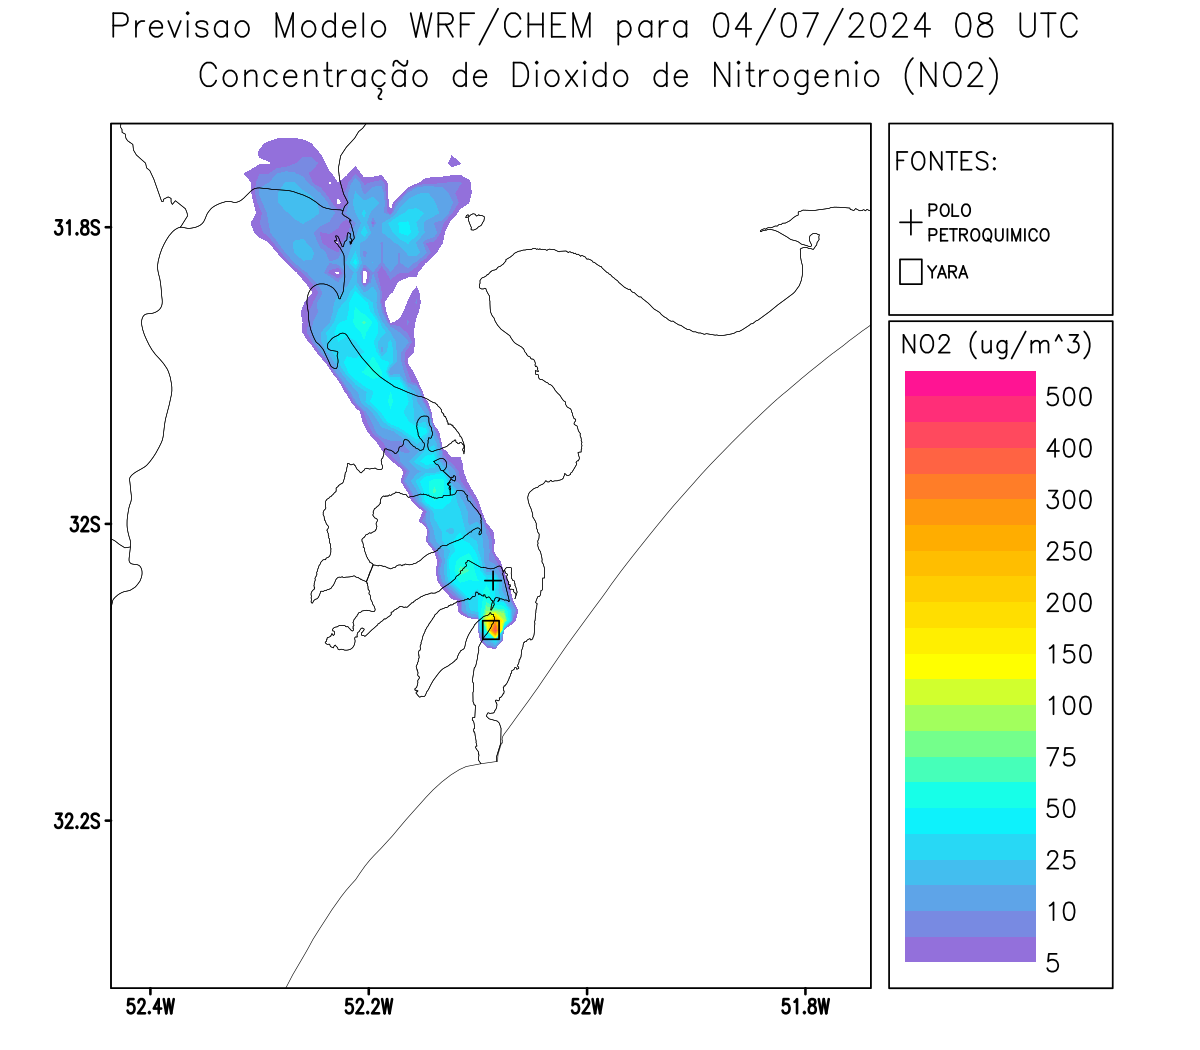 Previsao Modelo WRF/CHEM para 04/07/2024 08 UTC
Concentração de Dioxido de Nitrogenio (NO2)
FONTES:
POLO
PETROQUIMICO
YARA
NO2 (ug/m^3)
500
400
300
250
200
150
100
75
50
25
10
5
31.8S
32S
32.2S
52.4W
52.2W
52W
51.8W